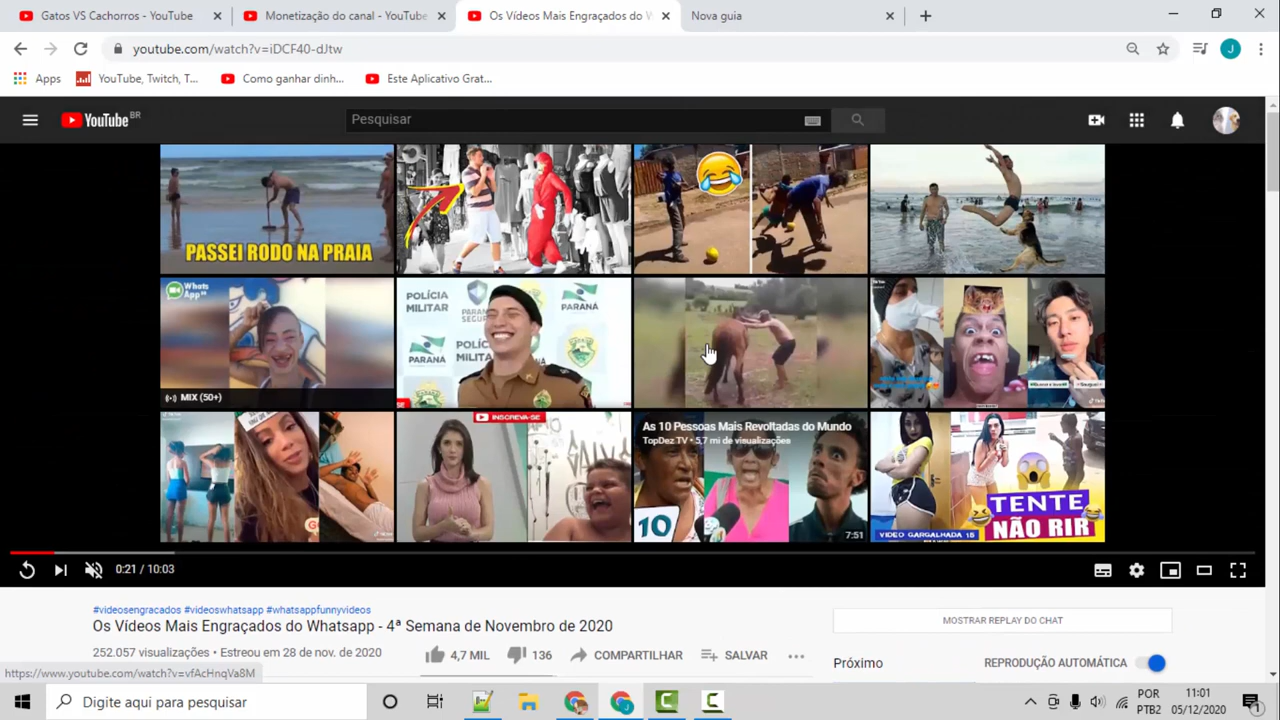 Gatos VS Cachorros - YouTube
Monetização do canal - YouTube
Os Vídeos Mais Engraçados do W
Nova guia
youtube.com/watch?v=iDCF40-dJtw
Apps
YouTube, Twitch, T...
Como ganhar dinh...
Este Aplicativo Grat...
YouTube BR
Pesquisar
PASSEI RODO NA PRAIA
WhatsApp
POLÍCIA MILITAR
PARANÁ
PARANÁ
MIX (50+)
INSCREVA-SE
As 10 Pessoas Mais Revoltadas do Mundo
TopDez TV • 5,7 mi de visualizações
10
7:51
TENTE
NÃO RIR
VIDEO GARGALHADA 15
0:21 / 10:03
#videosengracados #videoswhatsapp #whatsappfunnyvideos
Os Vídeos Mais Engraçados do Whatsapp - 4ª Semana de Novembro de 2020
252.057 visualizações • Estreou em 28 de nov. de 2020
4,7 MIL
136
COMPARTILHAR
SALVAR
MOSTRAR REPLAY DO CHAT
Próximo
REPRODUÇÃO AUTOMÁTICA
https://www.youtube.com/watch?v=vfAcHnqVa8M
Digite aqui para pesquisar
POR
PTB2
11:01
05/12/2020